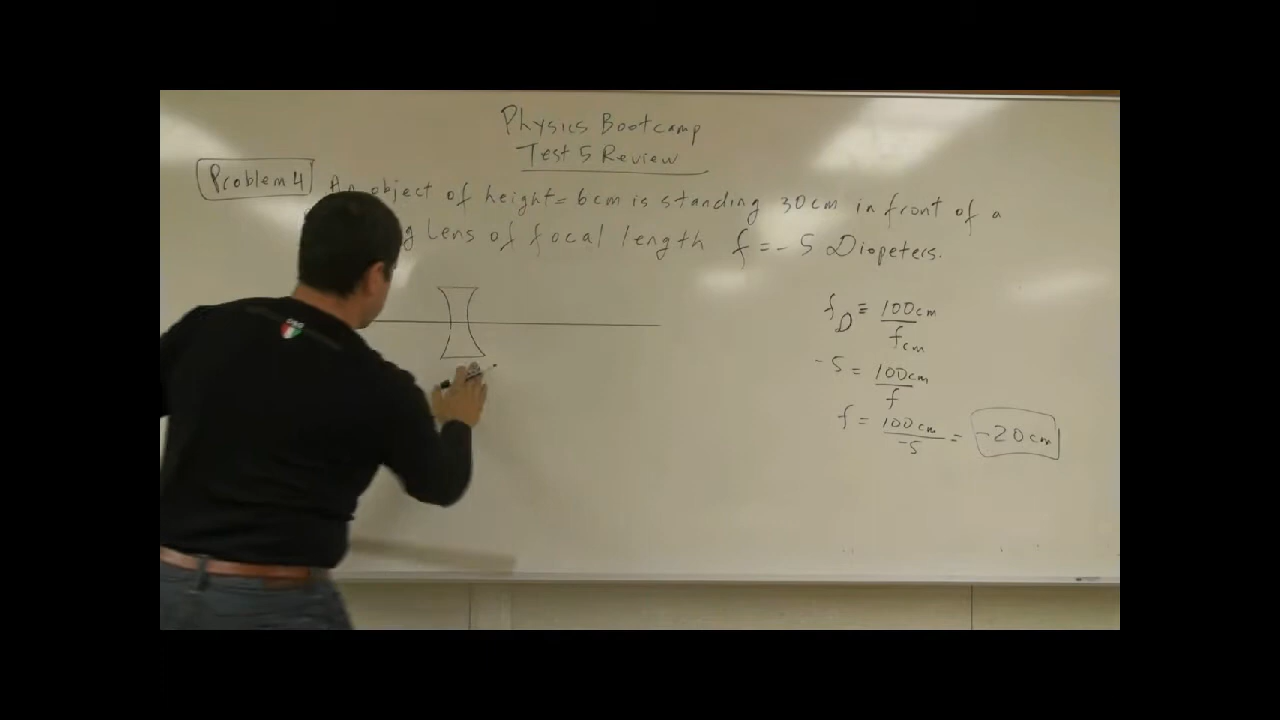 Physics Bootcamp
Test 5 Review
Problem 4 An object of height = 6cm is standing 30cm in front of a
g Lens of focal length f = -5 Diopeters.
f_D = 100cm / f_cm
-5 = 100cm / f
f = 100cm / -5 = -20cm